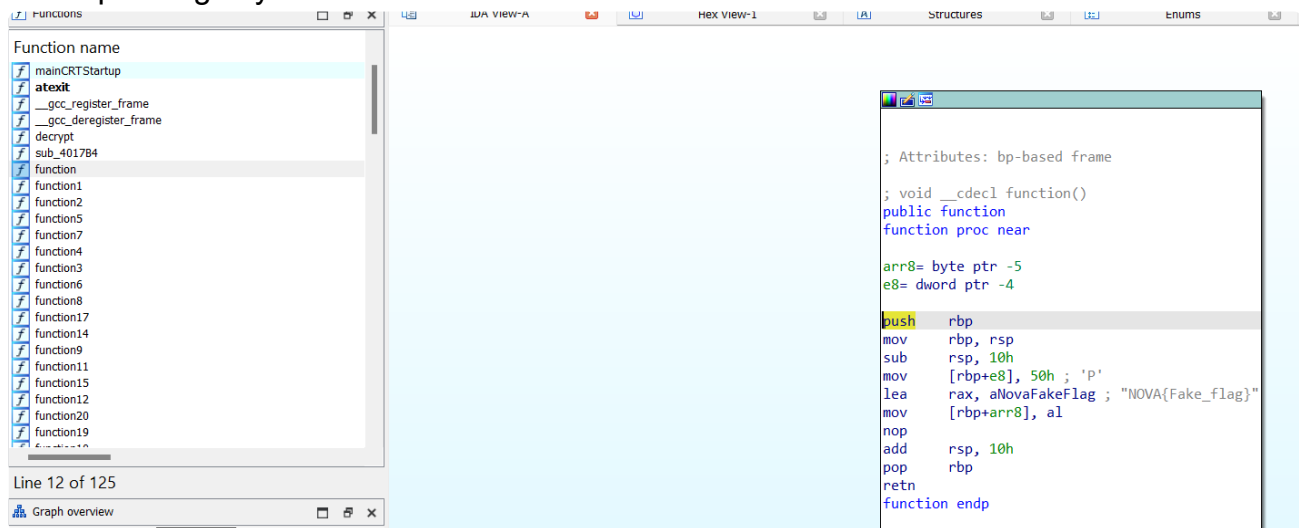 Functions
IDA View-A
Hex View-1
Structures
Enums
Function name
mainCRTStartup
atexit
__gcc_register_frame
__gcc_deregister_frame
decrypt
sub_4017B4
function
function1
function2
function5
function7
function4
function3
function6
function8
function17
function14
function9
function11
function15
function12
function20
function19
Line 12 of 125
Graph overview
; Attributes: bp-based frame
; void __cdecl function()
public function
function proc near
arr8= byte ptr -5
e8= dword ptr -4
push rbp
mov rbp, rsp
sub rsp, 10h
mov [rbp+e8], 50h ; 'P'
lea rax, aNovaFakeFlag ; "NOVA{Fake_flag}"
mov [rbp+arr8], al
nop
add rsp, 10h
pop rbp
retn
function endp